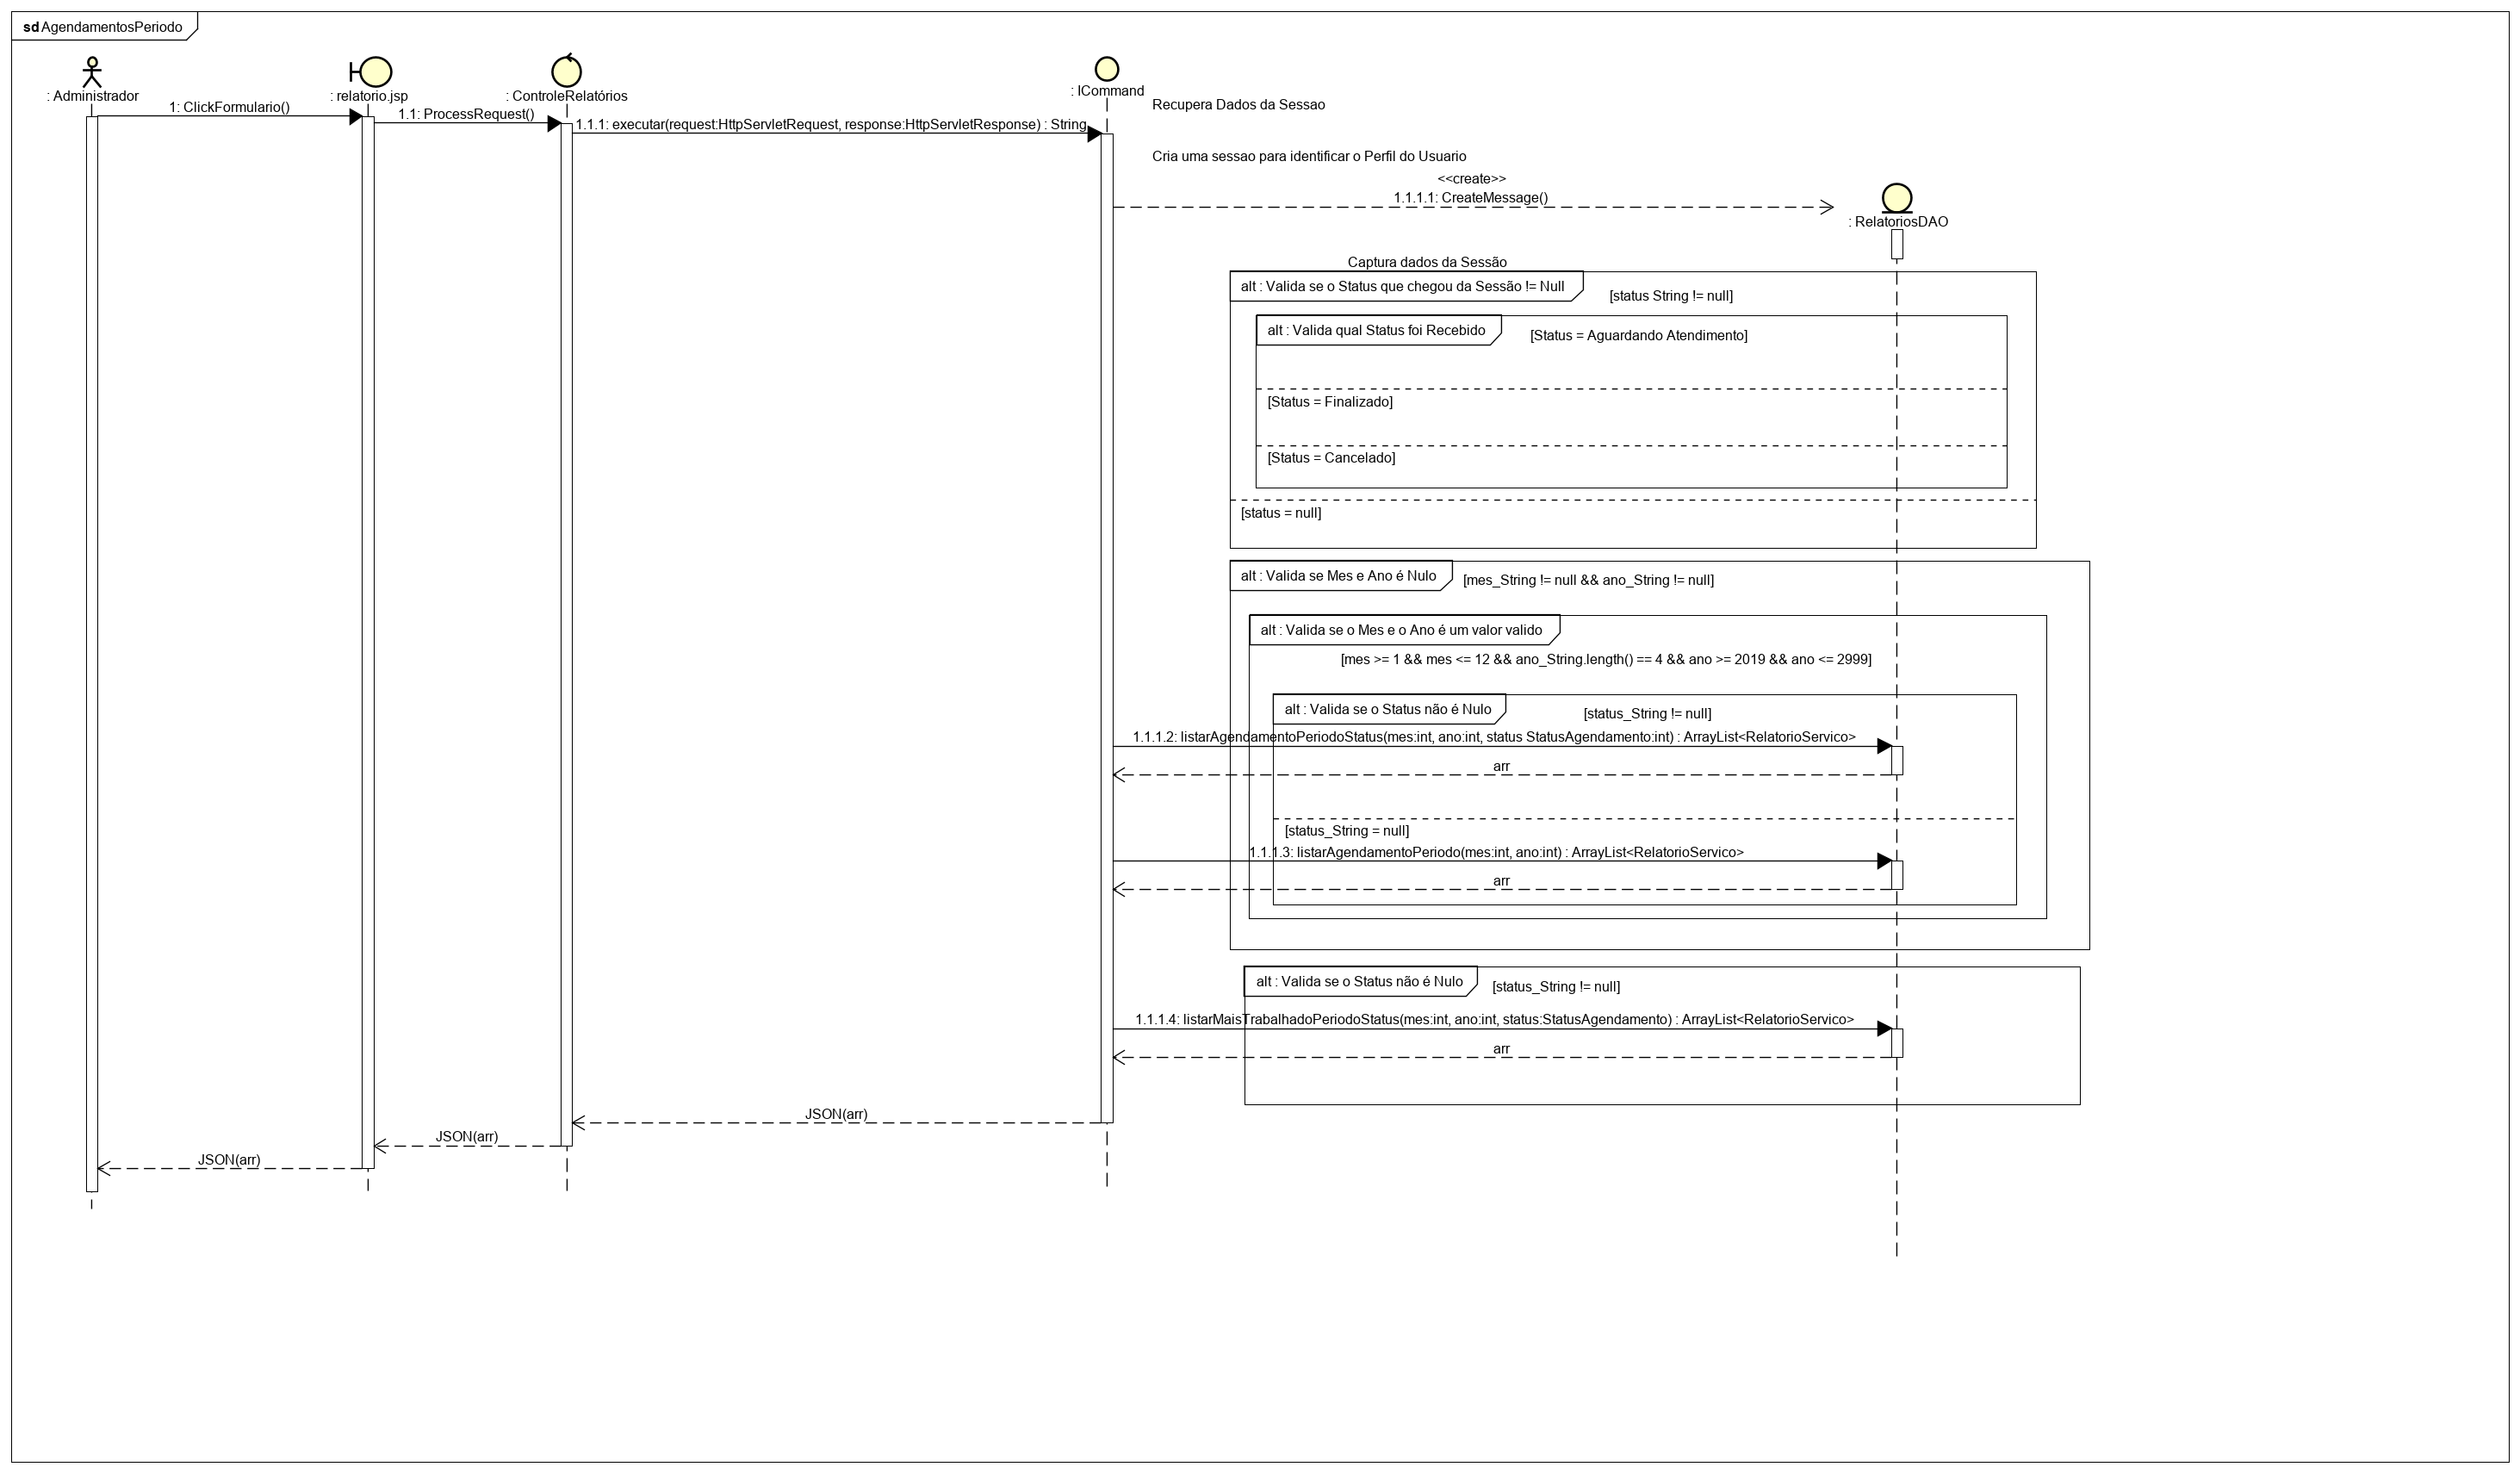 sd AgendamentosPeriodo
: Administrador
: relatorio.jsp
: ControleRelatórios
: ICommand
Recupera Dados da Sessao
1: ClickFormulario()
1.1: ProcessRequest()
1.1.1: executar(request:HttpServletRequest, response:HttpServletResponse) : String
Cria uma sessao para identificar o Perfil do Usuario
<<create>>
1.1.1.1: CreateMessage()
: RelatoriosDAO
Captura dados da Sessão
alt : Valida se o Status que chegou da Sessão != Null
[status String != null]
alt : Valida qual Status foi Recebido
[Status = Aguardando Atendimento]
[Status = Finalizado]
[Status = Cancelado]
[status = null]
alt : Valida se Mes e Ano é Nulo
[mes_String != null && ano_String != null]
alt : Valida se o Mes e o Ano é um valor valido
[mes >= 1 && mes <= 12 && ano_String.length() == 4 && ano >= 2019 && ano <= 2999]
alt : Valida se o Status não é Nulo
[status_String != null]
1.1.1.2: listarAgendamentoPeriodoStatus(mes:int, ano:int, status StatusAgendamento:int) : ArrayList<RelatorioServico>
arr
[status_String = null]
1.1.1.3: listarAgendamentoPeriodo(mes:int, ano:int) : ArrayList<RelatorioServico>
arr
alt : Valida se o Status não é Nulo
[status_String != null]
1.1.1.4: listarMaisTrabalhadoPeriodoStatus(mes:int, ano:int, status:StatusAgendamento) : ArrayList<RelatorioServico>
arr
JSON(arr)
JSON(arr)
JSON(arr)